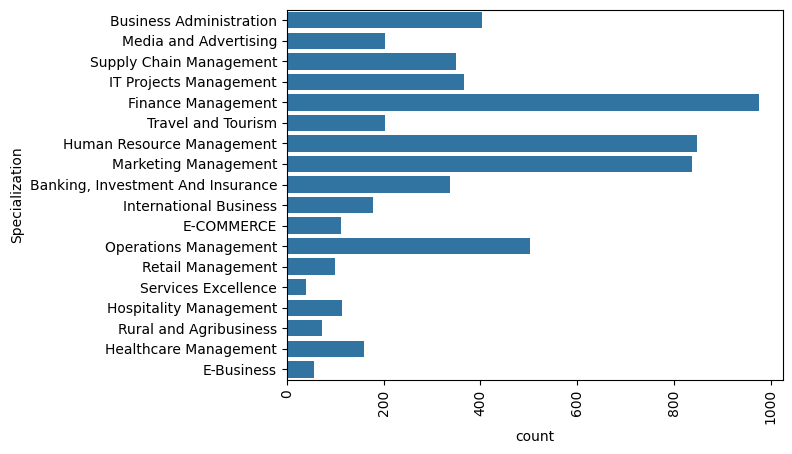 Business Administration
Media and Advertising
Supply Chain Management
IT Projects Management
Finance Management
Travel and Tourism
Human Resource Management
Marketing Management
Banking, Investment And Insurance
International Business
E-COMMERCE
Operations Management
Retail Management
Services Excellence
Hospitality Management
Rural and Agribusiness
Healthcare Management
E-Business
Specialization
0
200
400
600
800
1000
count